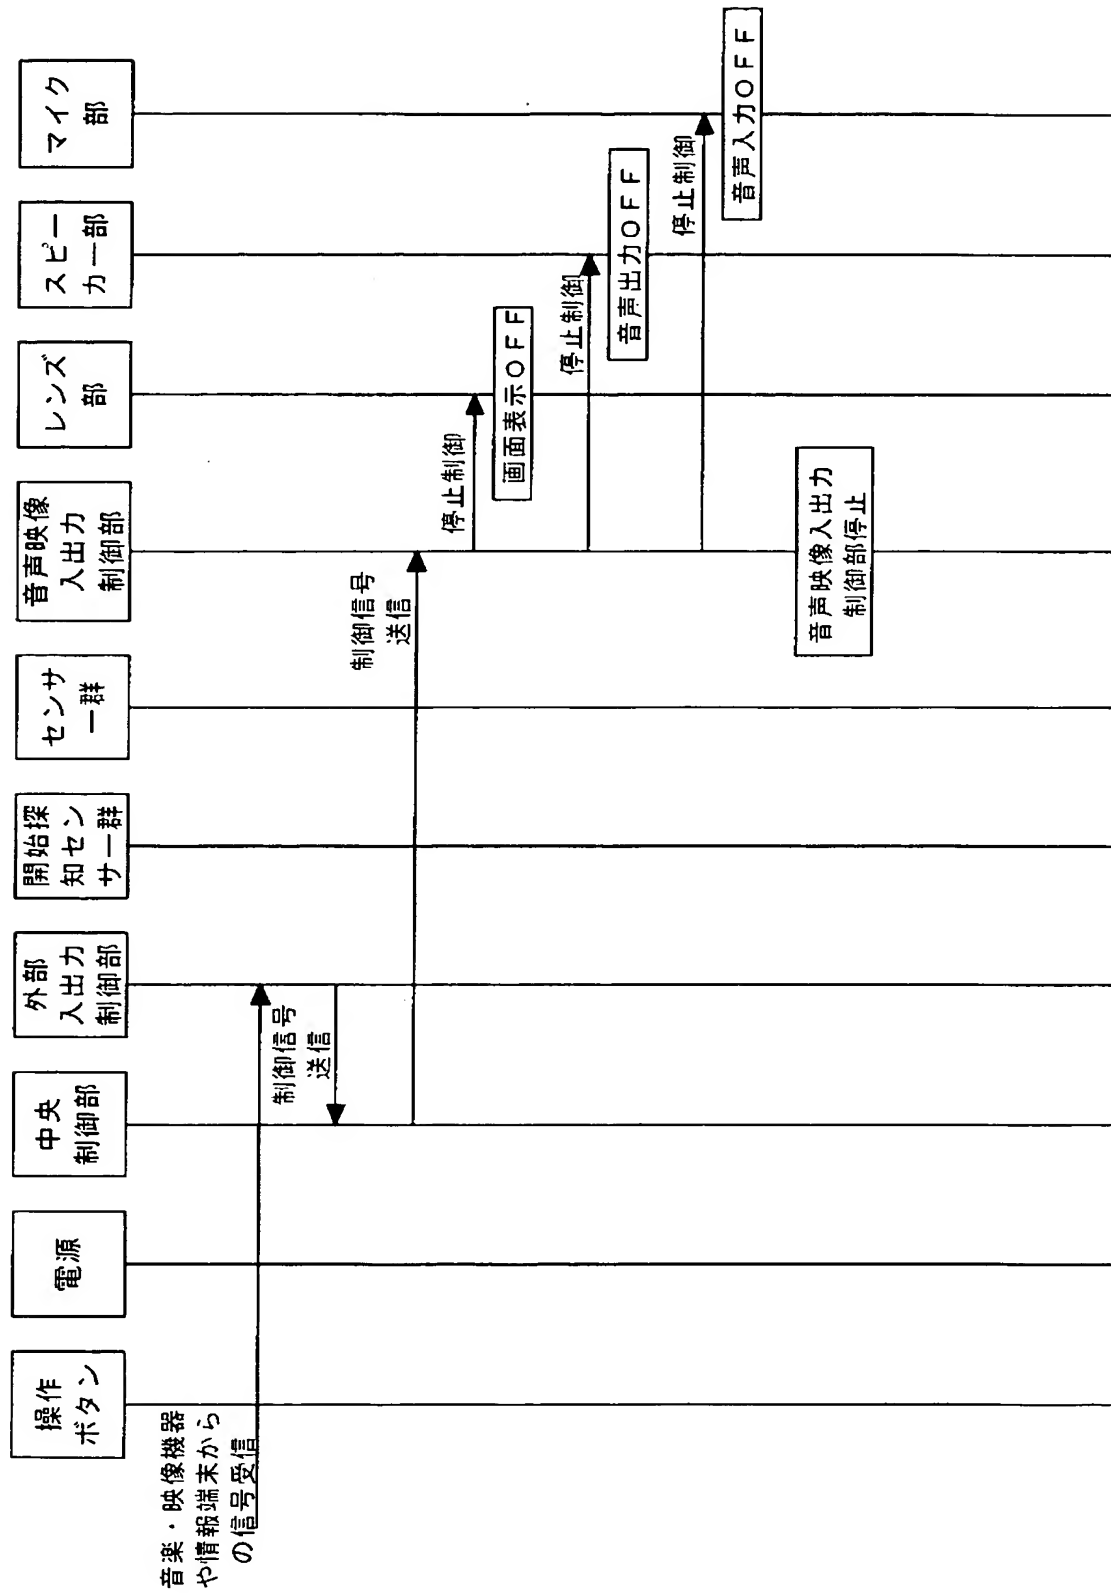 操作
ボタン
電源
中央
制御部
外部
入出力
制御部
開始探
知セン
サー群
センサ
ー群
音声映像
入出力
制御部
レンズ
部
スピー
カー部
マイク
部
音楽・映像機器
や情報端末から
の信号受信
制御信号
送信
制御信号
送信
停止制御
画面表示OFF
停止制御
音声出力OFF
停止制御
音声入力OFF
音声映像入出力
制御部停止